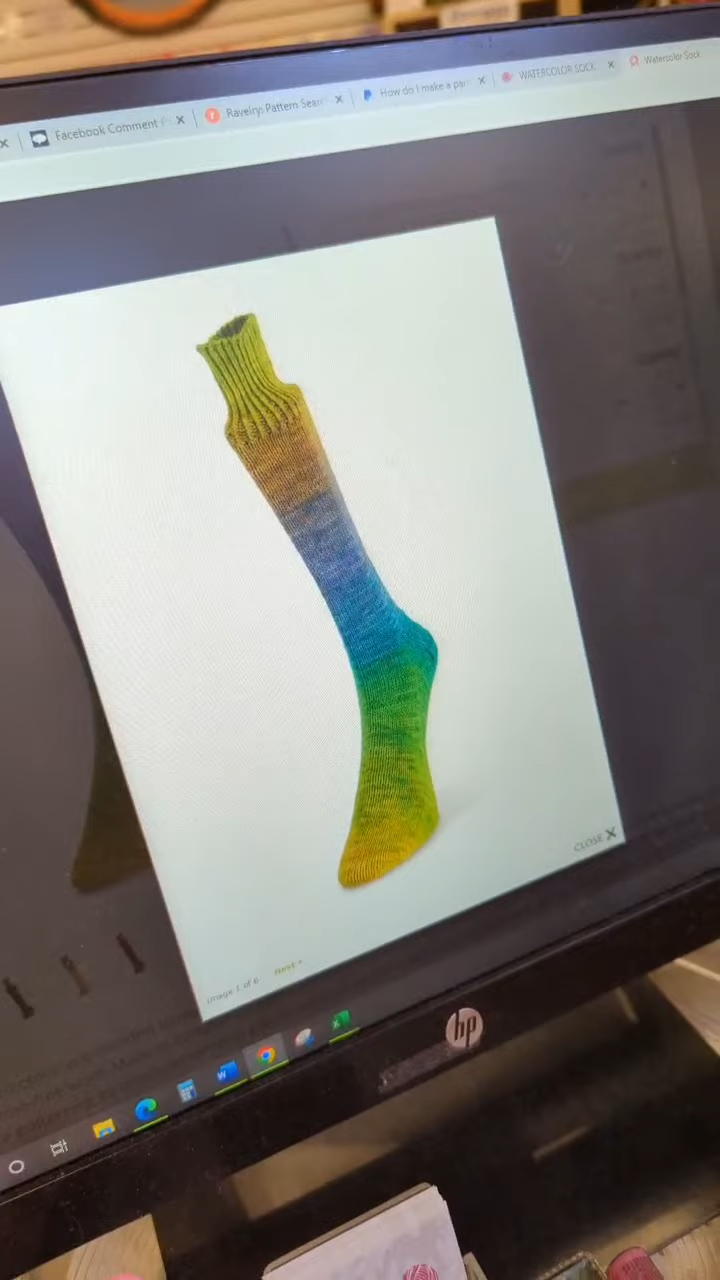 Facebook Comment P
Ravelry: Pattern Sear
How do I make a pa
WATERCOLOR SOCK
Watercolor Sock
CLOSE X
Image 1 of 6
Next
hp